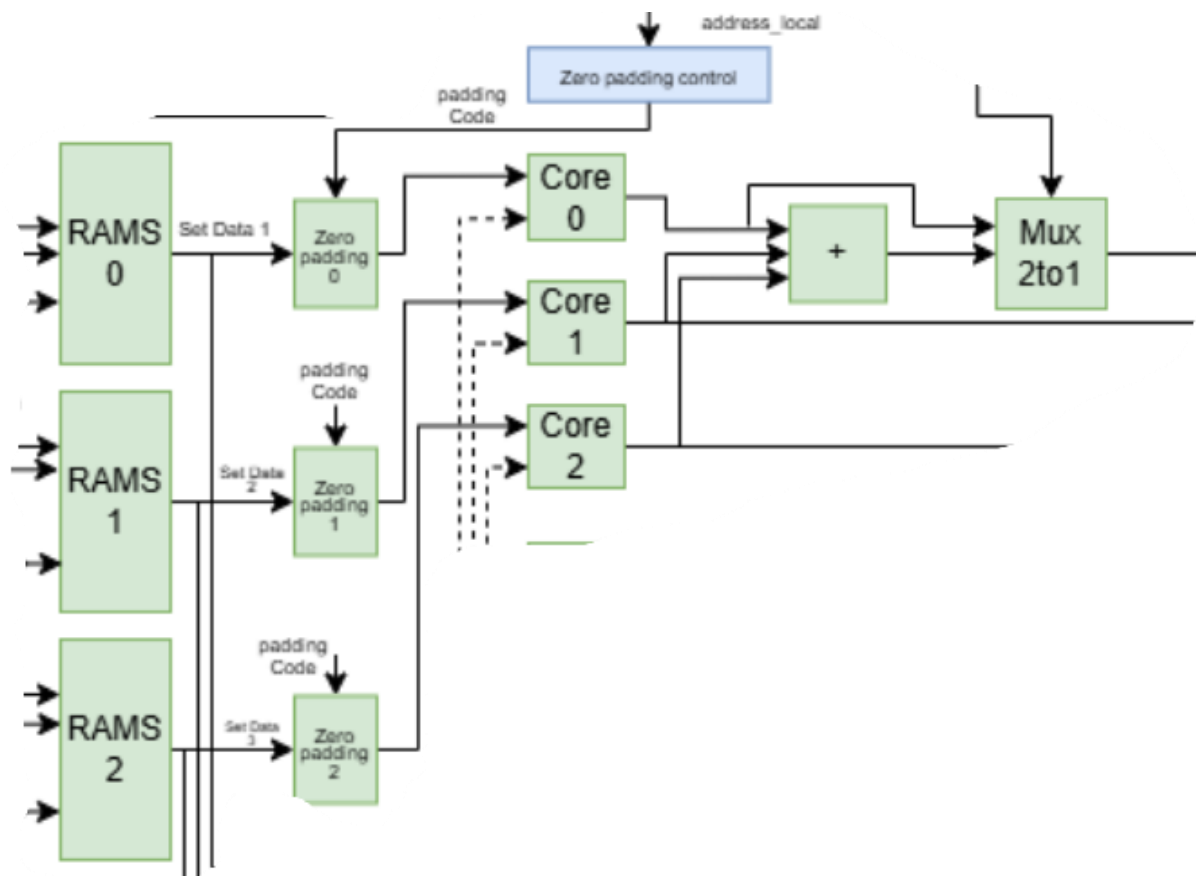 address_local
Zero padding control
padding
Code
RAMS
0
Set Data 1
Zero
padding
0
Core
0
+
Mux
2to1
Core
1
padding
Code
RAMS
1
Set Data
2
Zero
padding
1
Core
2
padding
Code
RAMS
2
Set Data
3
Zero
padding
2